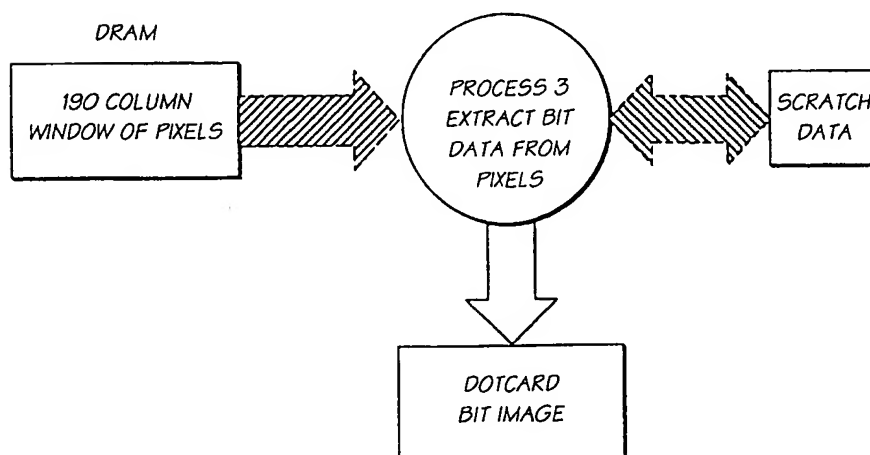 DRAM
190 COLUMN
WINDOW OF PIXELS
PROCESS 3
EXTRACT BIT
DATA FROM
PIXELS
SCRATCH
DATA
DOTCARD
BIT IMAGE